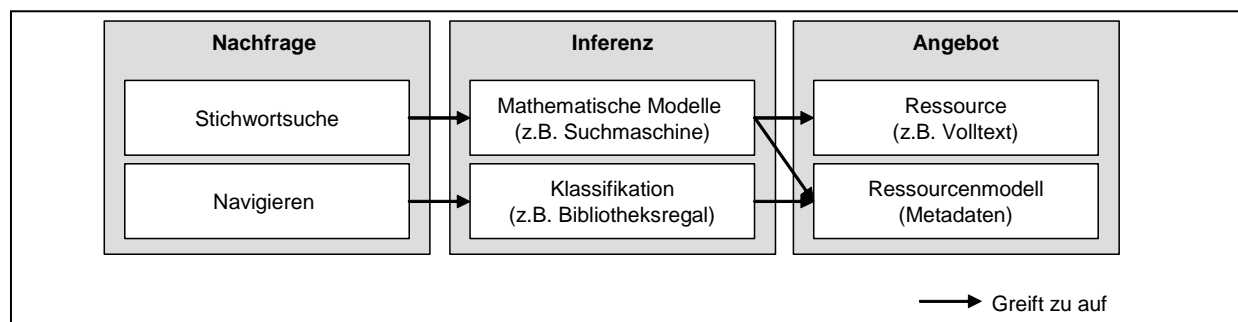 Nachfrage
Stichwortsuche
Navigieren
Inferenz
Mathematische Modelle
(z.B. Suchmaschine)
Klassifikation
(z.B. Bibliotheksregal)
Angebot
Ressource
(z.B. Volltext)
Ressourcenmodell
(Metadaten)
Greift zu auf